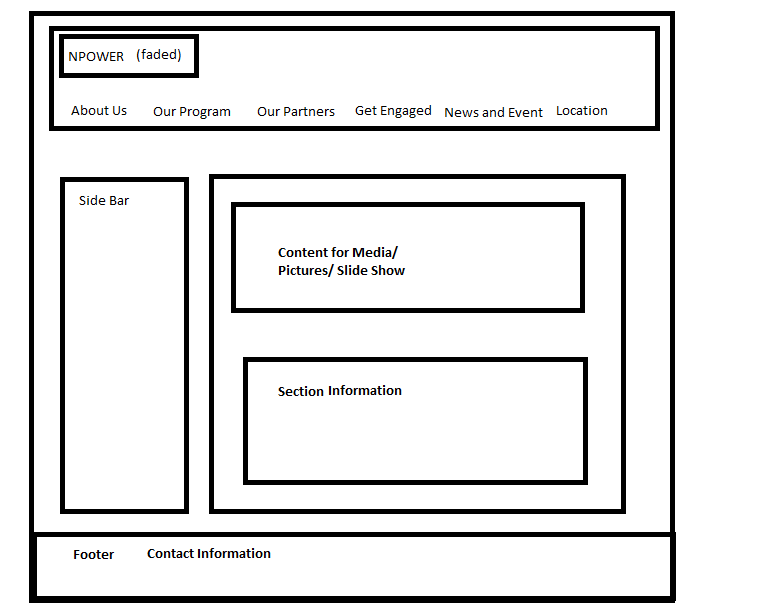 NPOWER (faded)
About Us Our Program Our Partners Get Engaged News and Event Location
Side Bar
Content for Media/
Pictures/ Slide Show
Section Information
Footer Contact Information